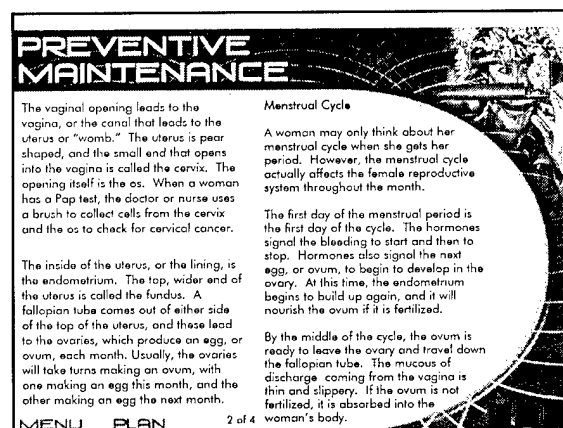 PREVENTIVE
MAINTENANCE
The vaginal opening leads to the
vagina, or the canal that leads to the
uterus or "womb." The uterus is pear
shaped, and the small end that opens
into the vagina is called the cervix. The
opening itself is the os. When a woman
has a Pap test, the doctor or nurse uses
a brush to collect cells from the cervix
and the os to check for cervical cancer.
The inside of the uterus, or the lining, is
the endometrium. The top, wider end of
the uterus is called the fundus. A
fallopian tube comes out of either side
of the top of the uterus, and these lead
to the ovaries, which produce an egg, or
ovum, each month. Usually, the ovaries
will take turns making an ovum, with
one making an egg this month, and the
other making an egg the next month.
Menstrual Cycle
A woman may only think about her
menstrual cycle when she gets her
period. However, the menstrual cycle
actually affects the female reproductive
system throughout the month.
The first day of the menstrual period is
the first day of the cycle. The hormones
signal the bleeding to start and then to
stop. Hormones also signal the next
egg, or ovum, to begin to develop in the
ovary. At this time, the endometrium
begins to build up again, and it will
nourish the ovum if it is fertilized.
By the middle of the cycle, the ovum is
ready to leave the ovary and travel down
the fallopian tube. The mucous of
discharge coming from the vagina is
thin and slippery. If the ovum is not
fertilized, it is absorbed into the
woman's body.
MENU PLAN 2 of 4